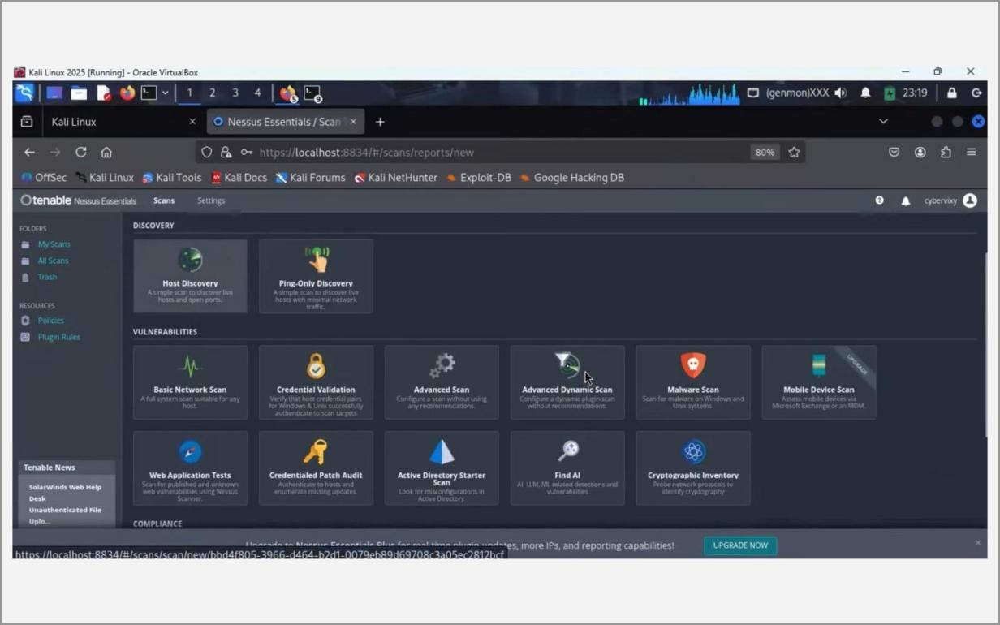 Kali Linux 2025 [Running] - Oracle VirtualBox
1 2 3 4 5 9 (genmon)XXX 23:19
Kali Linux
Nessus Essentials / Scan
https://localhost:8834/#/scans/reports/new
80%
OffSec Kali Linux Kali Tools Kali Docs Kali Forums Kali NetHunter Exploit-DB Google Hacking DB
tenable Nessus Essentials Scans Settings cybervixy
FOLDERS
My Scans
All Scans
Trash
RESOURCES
Policies
Plugin Rules
Tenable News
SolarWinds Web Help
Desk
Unauthenticated File
Uplo...
DISCOVERY
Host Discovery
A simple scan to discover live
hosts and open ports.
Ping-Only Discovery
A simple scan to discover live
hosts with minimal network
traffic.
VULNERABILITIES
Basic Network Scan
A full system scan suitable for any
host.
Credential Validation
Verify that host credential pairs
for Windows & Unix successfully
authenticate to scan targets
Advanced Scan
Configure a scan without using
any recommendations.
Advanced Dynamic Scan
Configure a dynamic plugin scan
without recommendations.
Malware Scan
Scan for malware on Windows and
Unix systems.
UPGRADE
Mobile Device Scan
Assess mobile devices via
Microsoft Exchange or an MDM.
Web Application Tests
Scan for published and unknown
web vulnerabilities using Nessus
Scanner.
Credentialed Patch Audit
Authenticate to hosts and
enumerate missing updates.
Active Directory Starter
Scan
Look for misconfigurations in
Active Directory.
Find AI
AI, LLM, ML related detections and
vulnerabilities
Cryptographic Inventory
Probe network protocols to
identify cryptography
COMPLIANCE
Upgrade to Nessus Essentials Plus for real time plugin updates, more IPs, and reporting capabilities!
UPGRADE NOW
https://localhost:8834/#/scans/scan/new/bbd4f805-3966-d464-b2d1-0079eb89d69708c3a05ec2812bcf